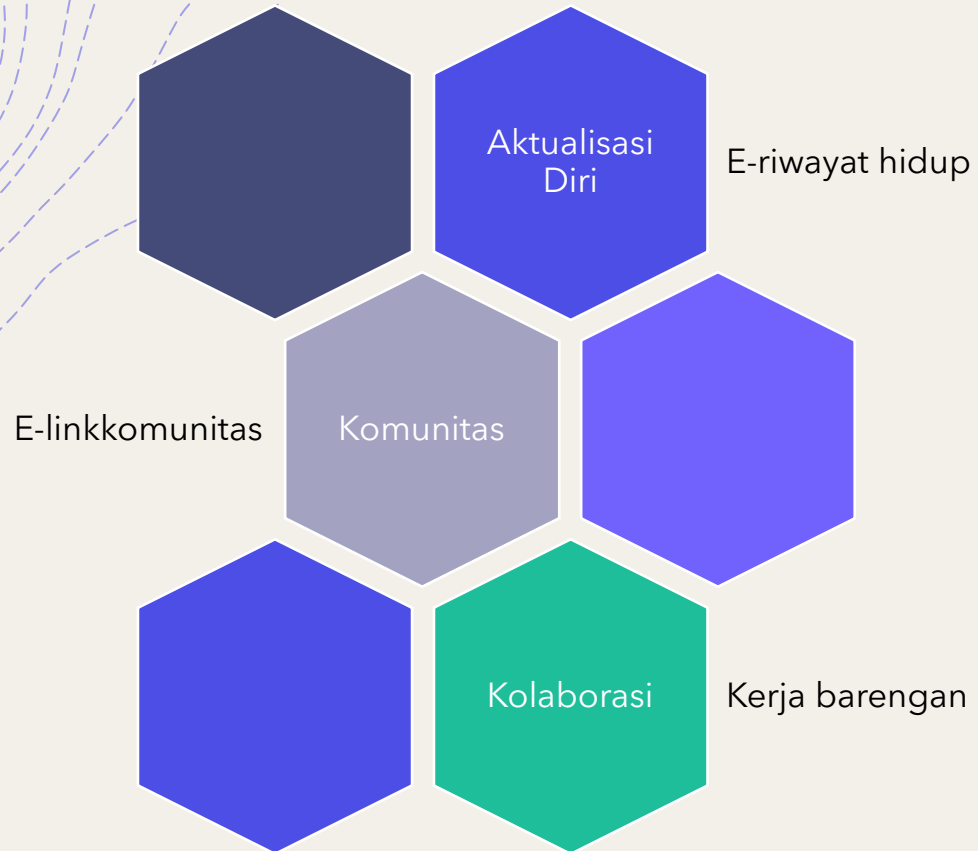 Aktualisasi
Diri
E-riwayat hidup
E-linkkomunitas
Komunitas
Kolaborasi
Kerja barengan